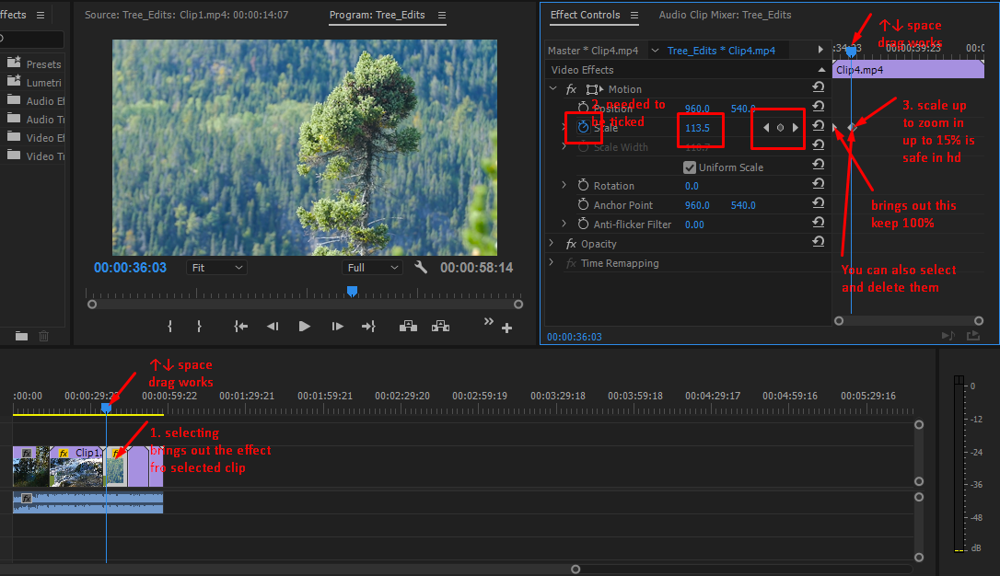 ffects
Source: Tree_Edits: Clip1.mp4: 00:00:14:07
Program: Tree_Edits
Effect Controls
Audio Clip Mixer: Tree_Edits
Presets
Lumetri
Audio Ef
Audio Tr
Video Ef
Video Tr
Master * Clip4.mp4
Tree_Edits * Clip4.mp4
:34:23
00:00:39:23
00:0
↑↓ space
drag works
Video Effects
Clip4.mp4
fx Motion
Position 960.0 540.0
2. needed to
be ticked
Scale 113.5
Scale Width
Uniform Scale
Rotation 0.0
Anchor Point 960.0 540.0
Anti-flicker Filter 0.00
fx Opacity
fx Time Remapping
3. scale up
to zoom in
up to 15% is
safe in hd
brings out this
keep 100%
You can also select
and delete them
00:00:36:03
Fit
Full
00:00:58:14
00:00:36:03
↑↓ space
drag works
:00:00
00:00:29:23
00:00:59:22
00:01:29:21
00:01:59:21
00:02:29:20
00:02:59:19
00:03:29:18
00:03:59:18
00:04:29:17
00:04:59:16
00:05:29:16
1. selecting
brings out the effect
fro selected clip
fx
fx Clip1.
fx
fx
0
-12
-24
-36
-48
dB